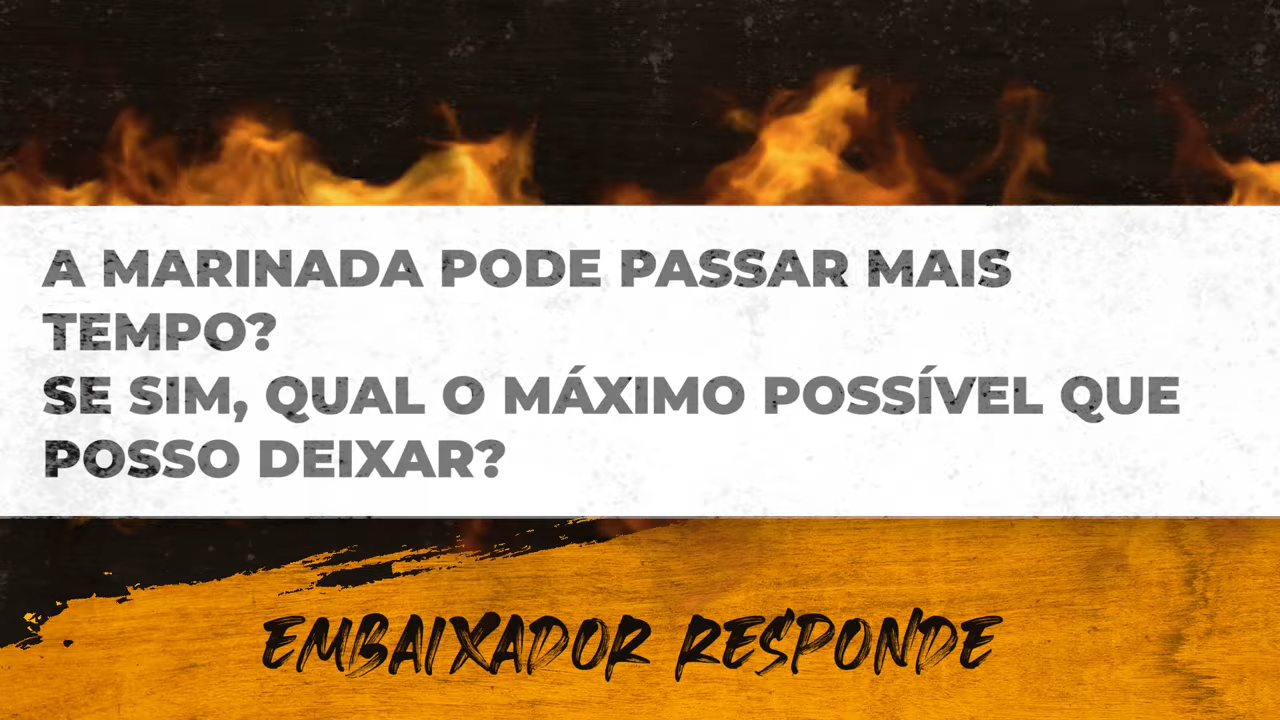 A MARINADA PODE PASSAR MAIS
TEMPO?
SE SIM, QUAL O MÁXIMO POSSÍVEL QUE
POSSO DEIXAR?
EMBAIXADOR RESPONDE